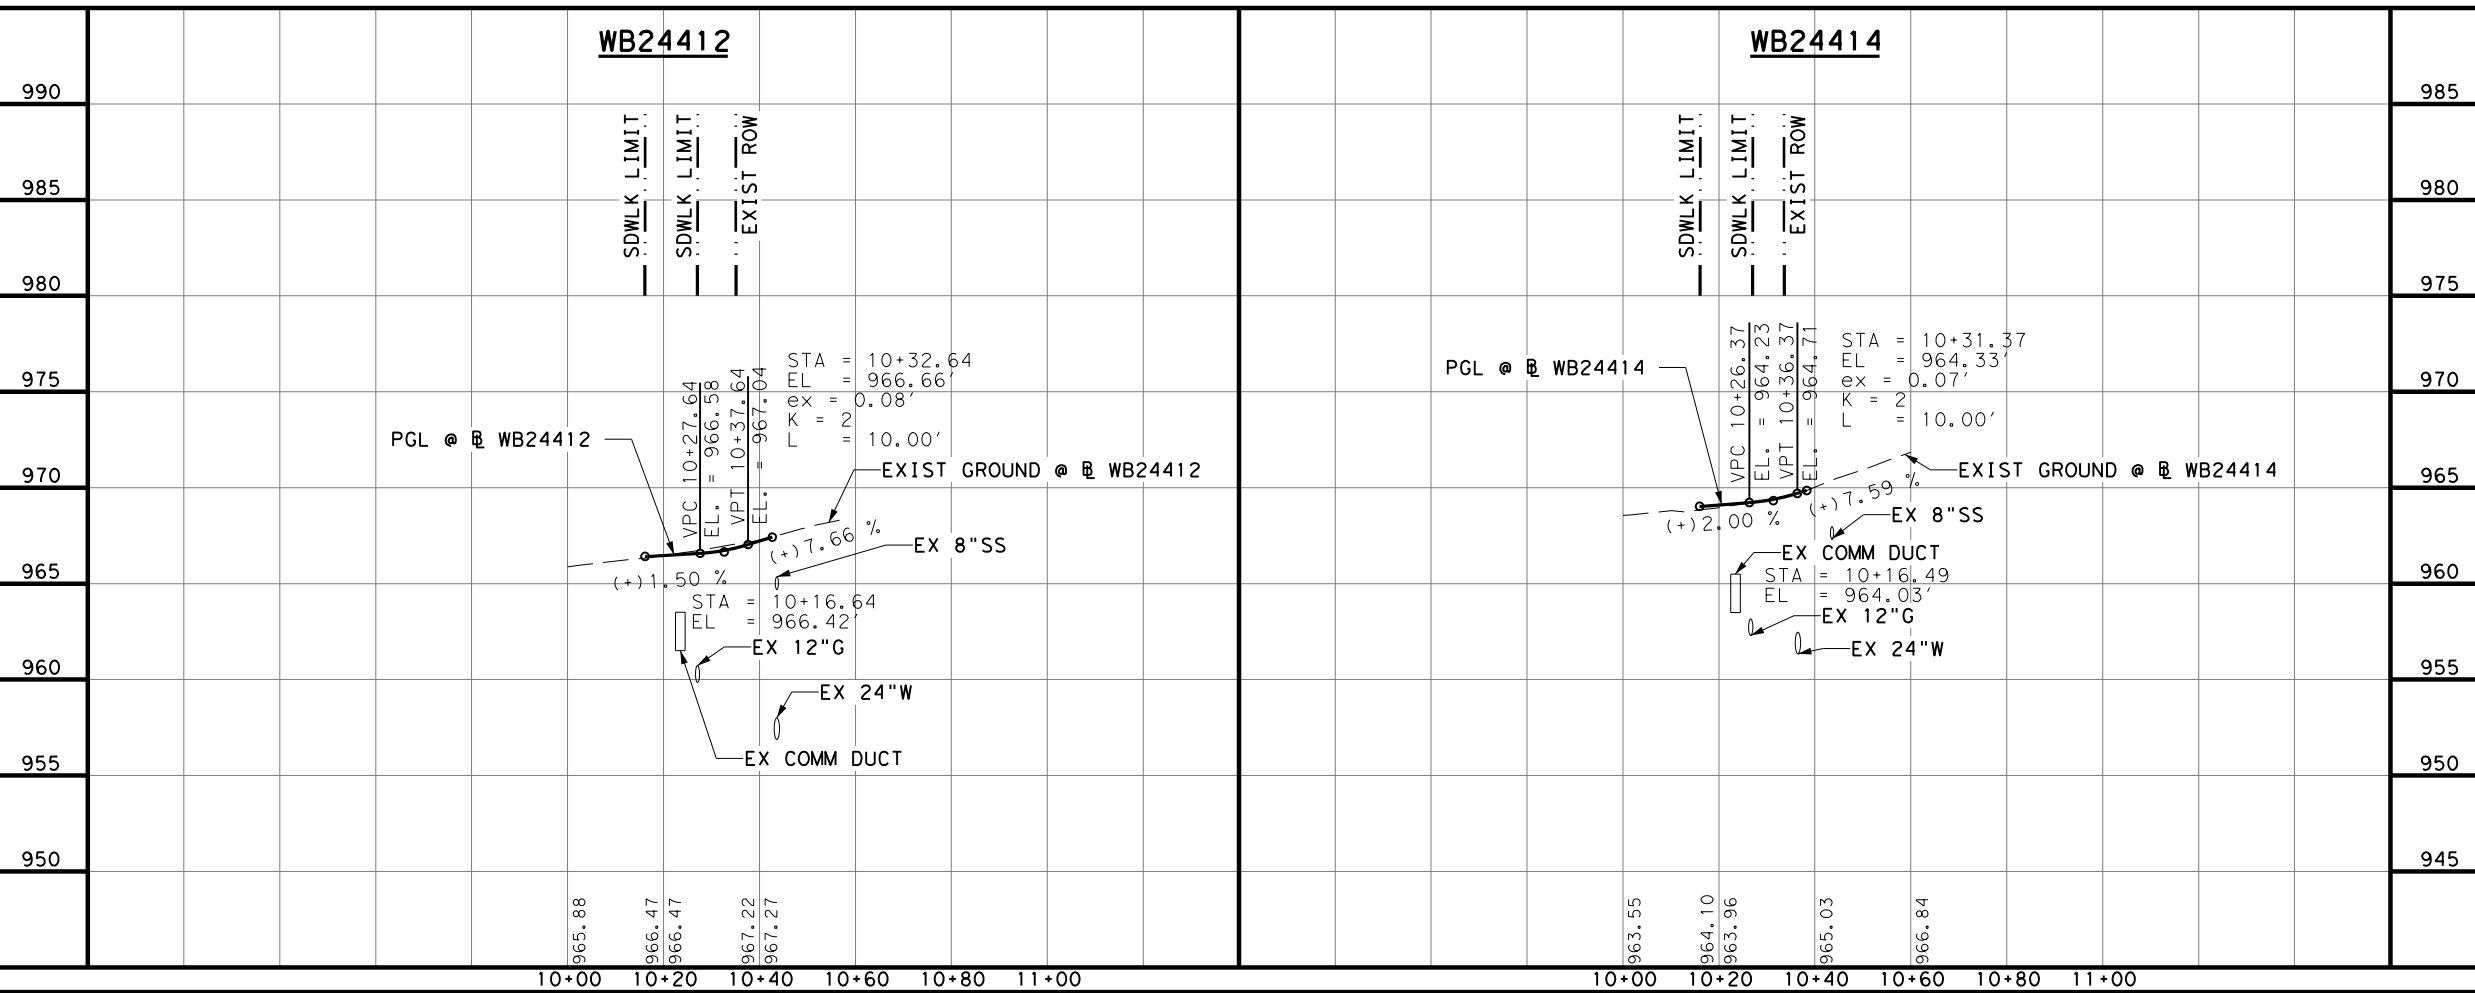 WB24412
WB24414
990
985
980
975
970
965
960
955
950
SDWLK LIMIT
SDWLK LIMIT
EXIST ROW
VPC 10+27.64
EL. = 966.58
VPT 10+37.64
EL. = 967.04
STA = 10+32.64
EL = 966.66'
ex = 0.08'
K = 2
L = 10.00'
PGL @ ℄ WB24412
EXIST GROUND @ ℄ WB24412
(+)1.50 %
(+)7.66 %
EX 8"SS
STA = 10+16.64
EL = 966.42'
EX 12"G
EX 24"W
EX COMM DUCT
965.88
966.47
966.47
967.22
967.27
10+00
10+20
10+40
10+60
10+80
11+00
SDWLK LIMIT
SDWLK LIMIT
EXIST ROW
VPC 10+26.37
EL. = 964.23
VPT 10+36.37
EL. = 964.71
STA = 10+31.37
EL = 964.33'
ex = 0.07'
K = 2
L = 10.00'
PGL @ ℄ WB24414
EXIST GROUND @ ℄ WB24414
(+)2.00 %
(+)7.59 %
EX 8"SS
EX COMM DUCT
STA = 10+16.49
EL = 964.03'
EX 12"G
EX 24"W
963.55
964.10
963.96
965.03
966.84
10+00
10+20
10+40
10+60
10+80
11+00
985
980
975
970
965
960
955
950
945